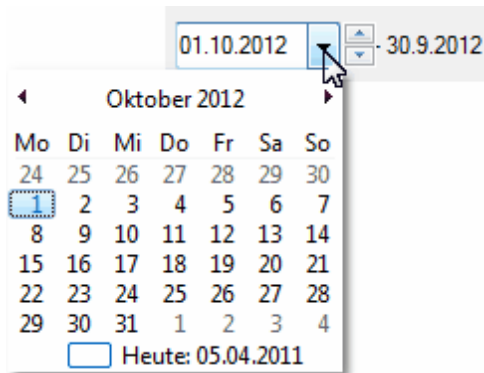 01.10.2012 - 30.9.2012
Oktober 2012
Mo Di Mi Do Fr Sa So
24 25 26 27 28 29 30
1 2 3 4 5 6 7
8 9 10 11 12 13 14
15 16 17 18 19 20 21
22 23 24 25 26 27 28
29 30 31 1 2 3 4
Heute: 05.04.2011